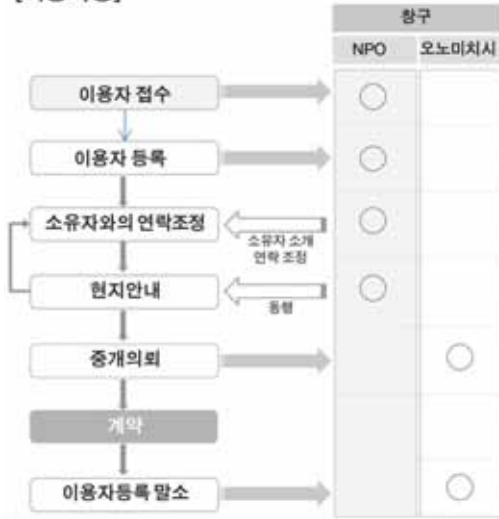 창구
NPO 오노미치시
이용자 접수
이용자 등록
소유자와의 연락조정
소유자 소개
연락 조정
현지안내
동행
중개의뢰
계약
이용자등록 말소